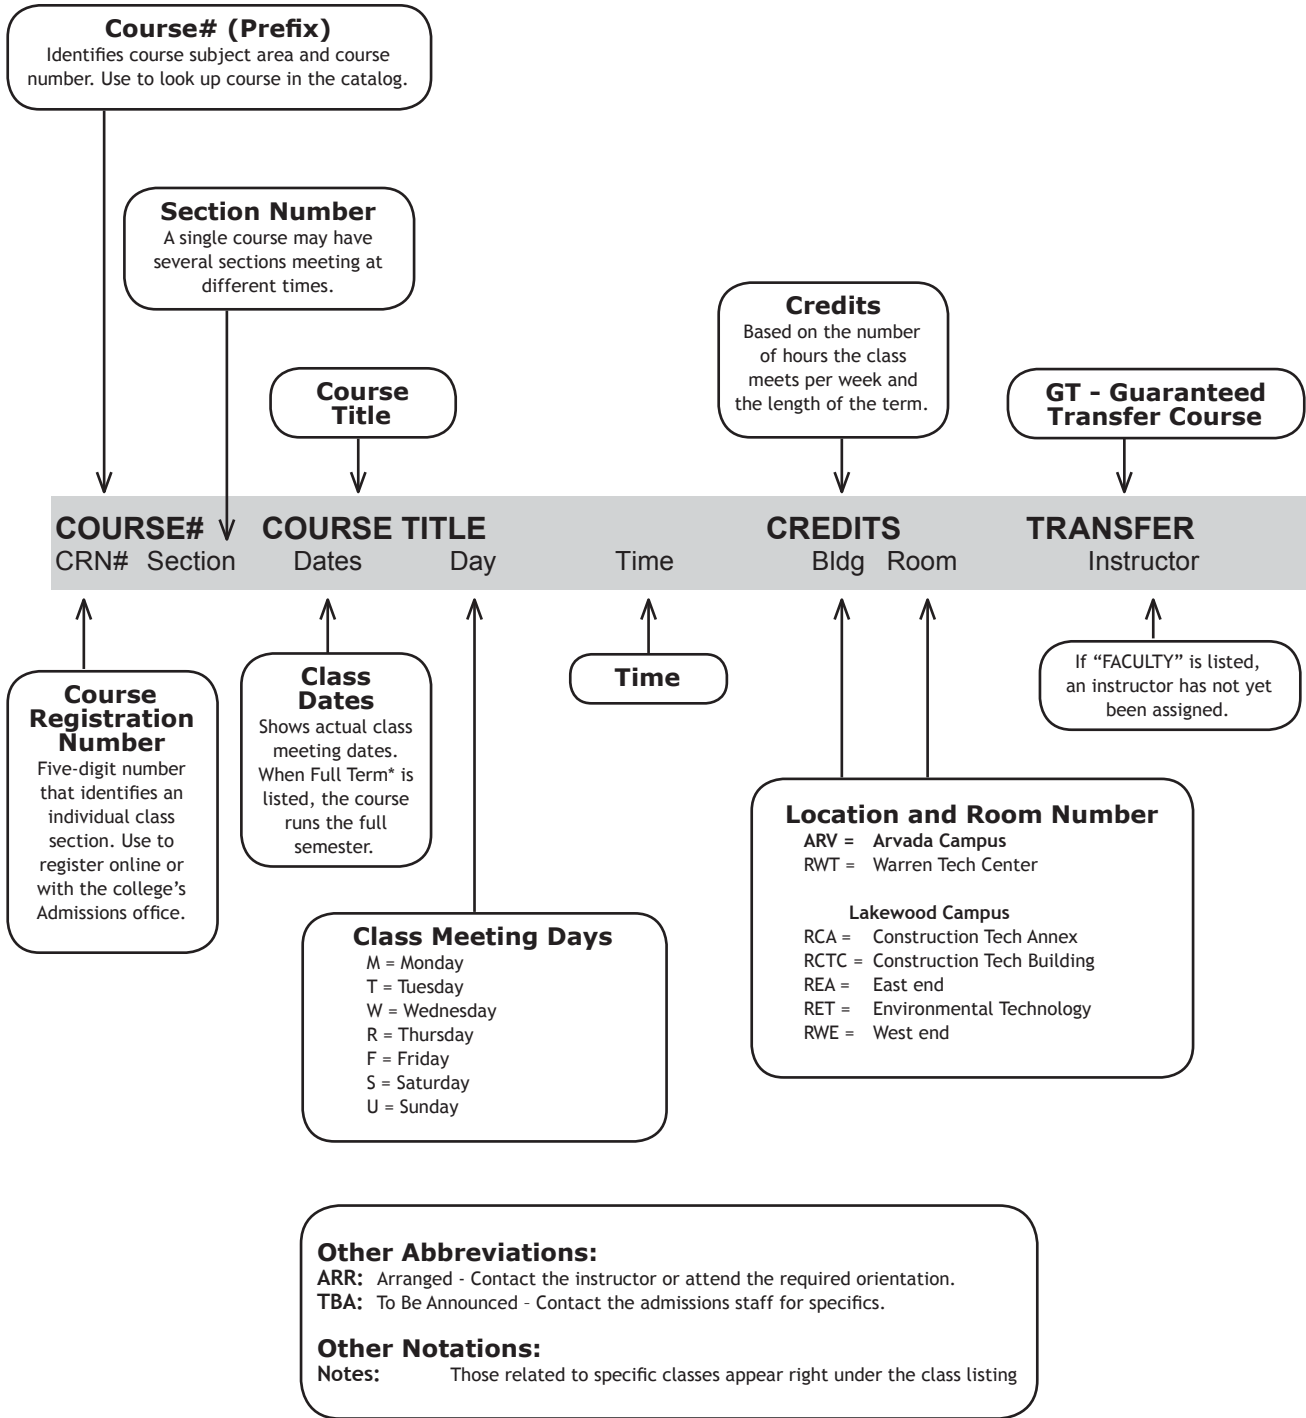 Course# (Prefix)
Identifies course subject area and course
number. Use to look up course in the catalog.
Section Number
A single course may have
several sections meeting at
different times.
Course
Title
Credits
Based on the number
of hours the class
meets per week and
the length of the term.
GT - Guaranteed
Transfer Course
COURSE# COURSE TITLE CREDITS TRANSFER
CRN# Section Dates Day Time Bldg Room Instructor
Course
Registration
Number
Five-digit number
that identifies an
individual class
section. Use to
register online or
with the college’s
Admissions office.
Class
Dates
Shows actual class
meeting dates.
When Full Term* is
listed, the course
runs the full
semester.
Time
If “FACULTY” is listed,
an instructor has not yet
been assigned.
Class Meeting Days
M = Monday
T = Tuesday
W = Wednesday
R = Thursday
F = Friday
S = Saturday
U = Sunday
Location and Room Number
ARV = Arvada Campus
RWT = Warren Tech Center
Lakewood Campus
RCA = Construction Tech Annex
RCTC = Construction Tech Building
REA = East end
RET = Environmental Technology
RWE = West end
Other Abbreviations:
ARR: Arranged - Contact the instructor or attend the required orientation.
TBA: To Be Announced – Contact the admissions staff for specifics.
Other Notations:
Notes: Those related to specific classes appear right under the class listing